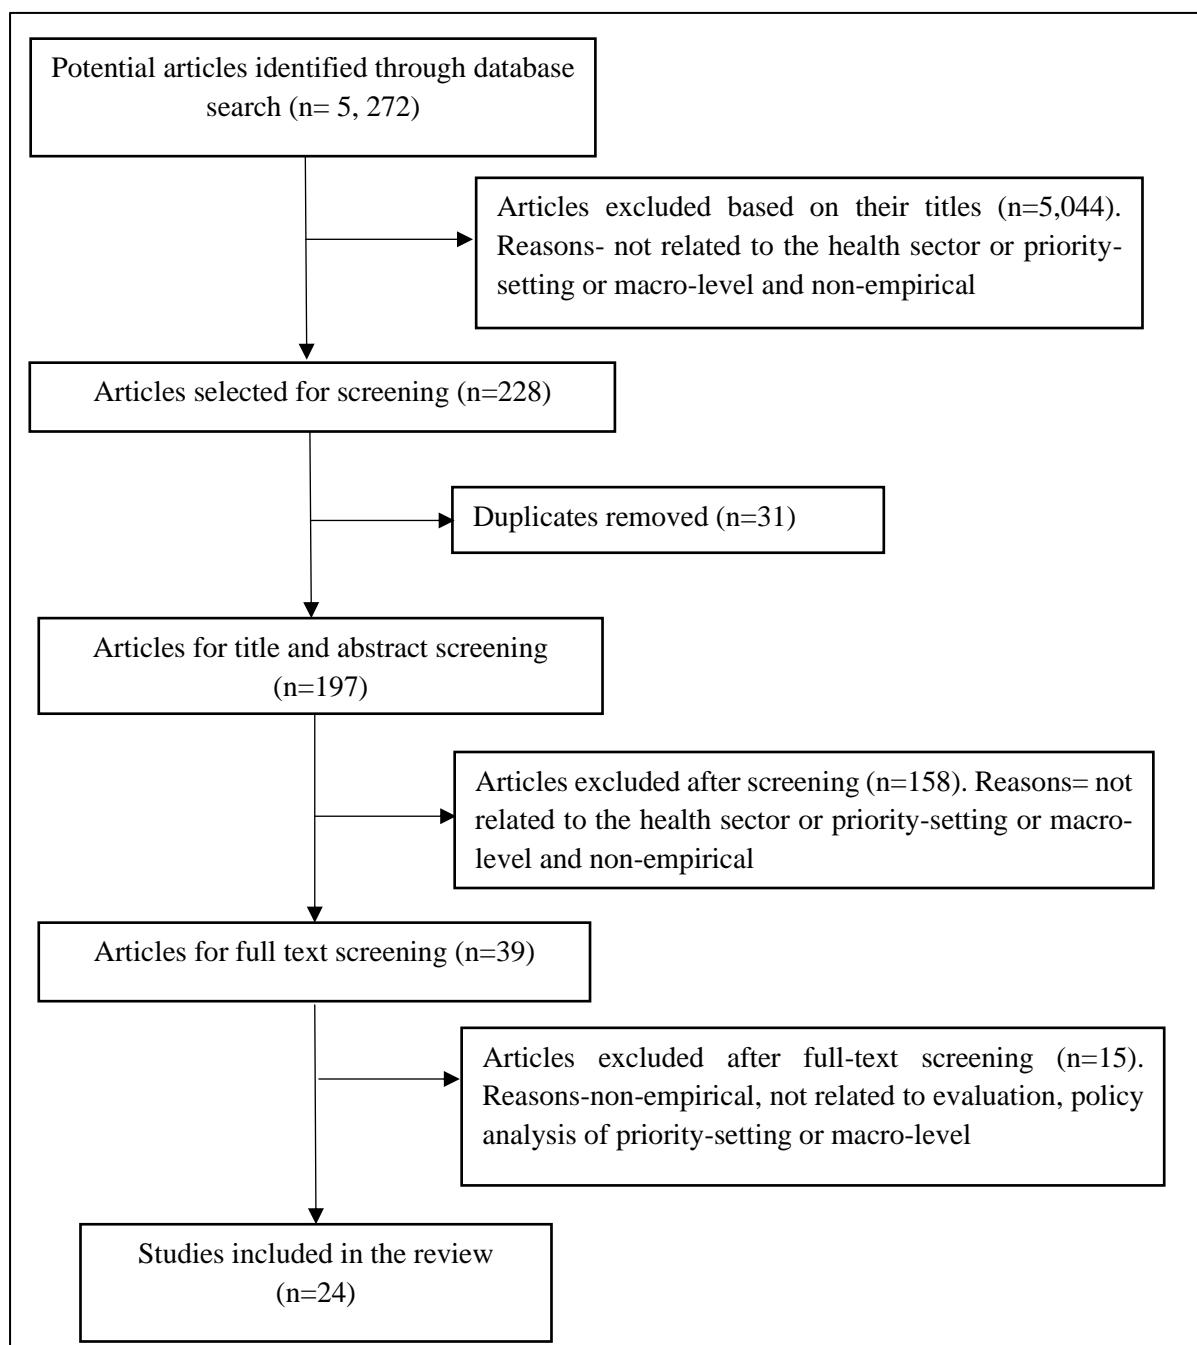 Potential articles identified through database
search (n= 5, 272)
Articles excluded based on their titles (n=5,044).
Reasons- not related to the health sector or priority-
setting or macro-level and non-empirical
Articles selected for screening (n=228)
Duplicates removed (n=31)
Articles for title and abstract screening
(n=197)
Articles excluded after screening (n=158). Reasons= not
related to the health sector or priority-setting or macro-
level and non-empirical
Articles for full text screening (n=39)
Articles excluded after full-text screening (n=15).
Reasons-non-empirical, not related to evaluation, policy
analysis of priority-setting or macro-level
Studies included in the review
(n=24)